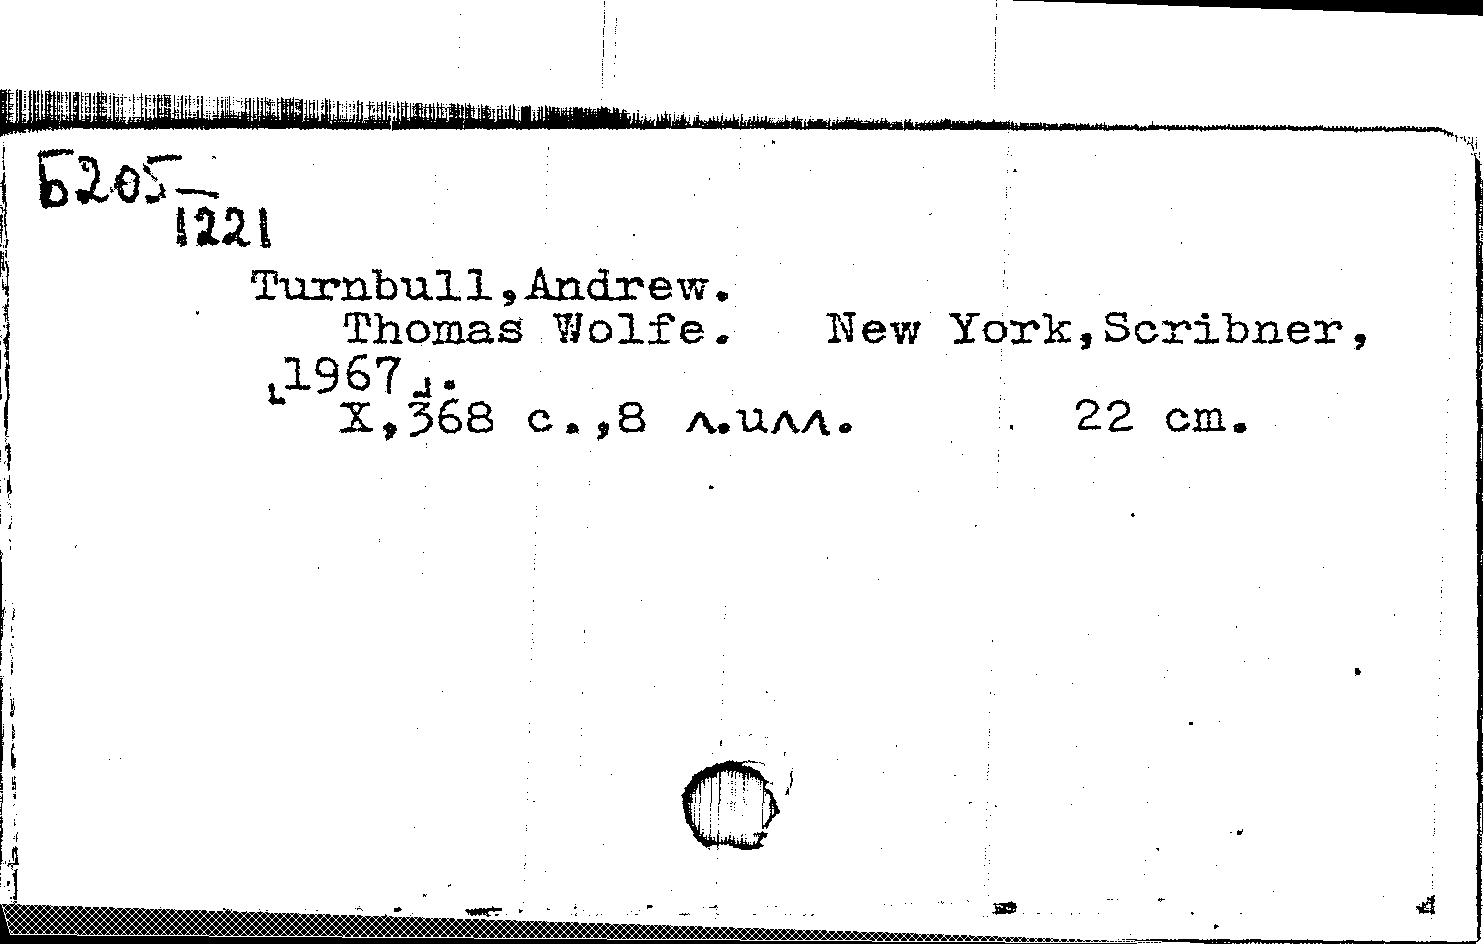 Б205
1221
Turnbull,Andrew.
Thomas Wolfe. New York,Scribner,
[1967].
X,368 c.,8 л.илл. 22 cm.